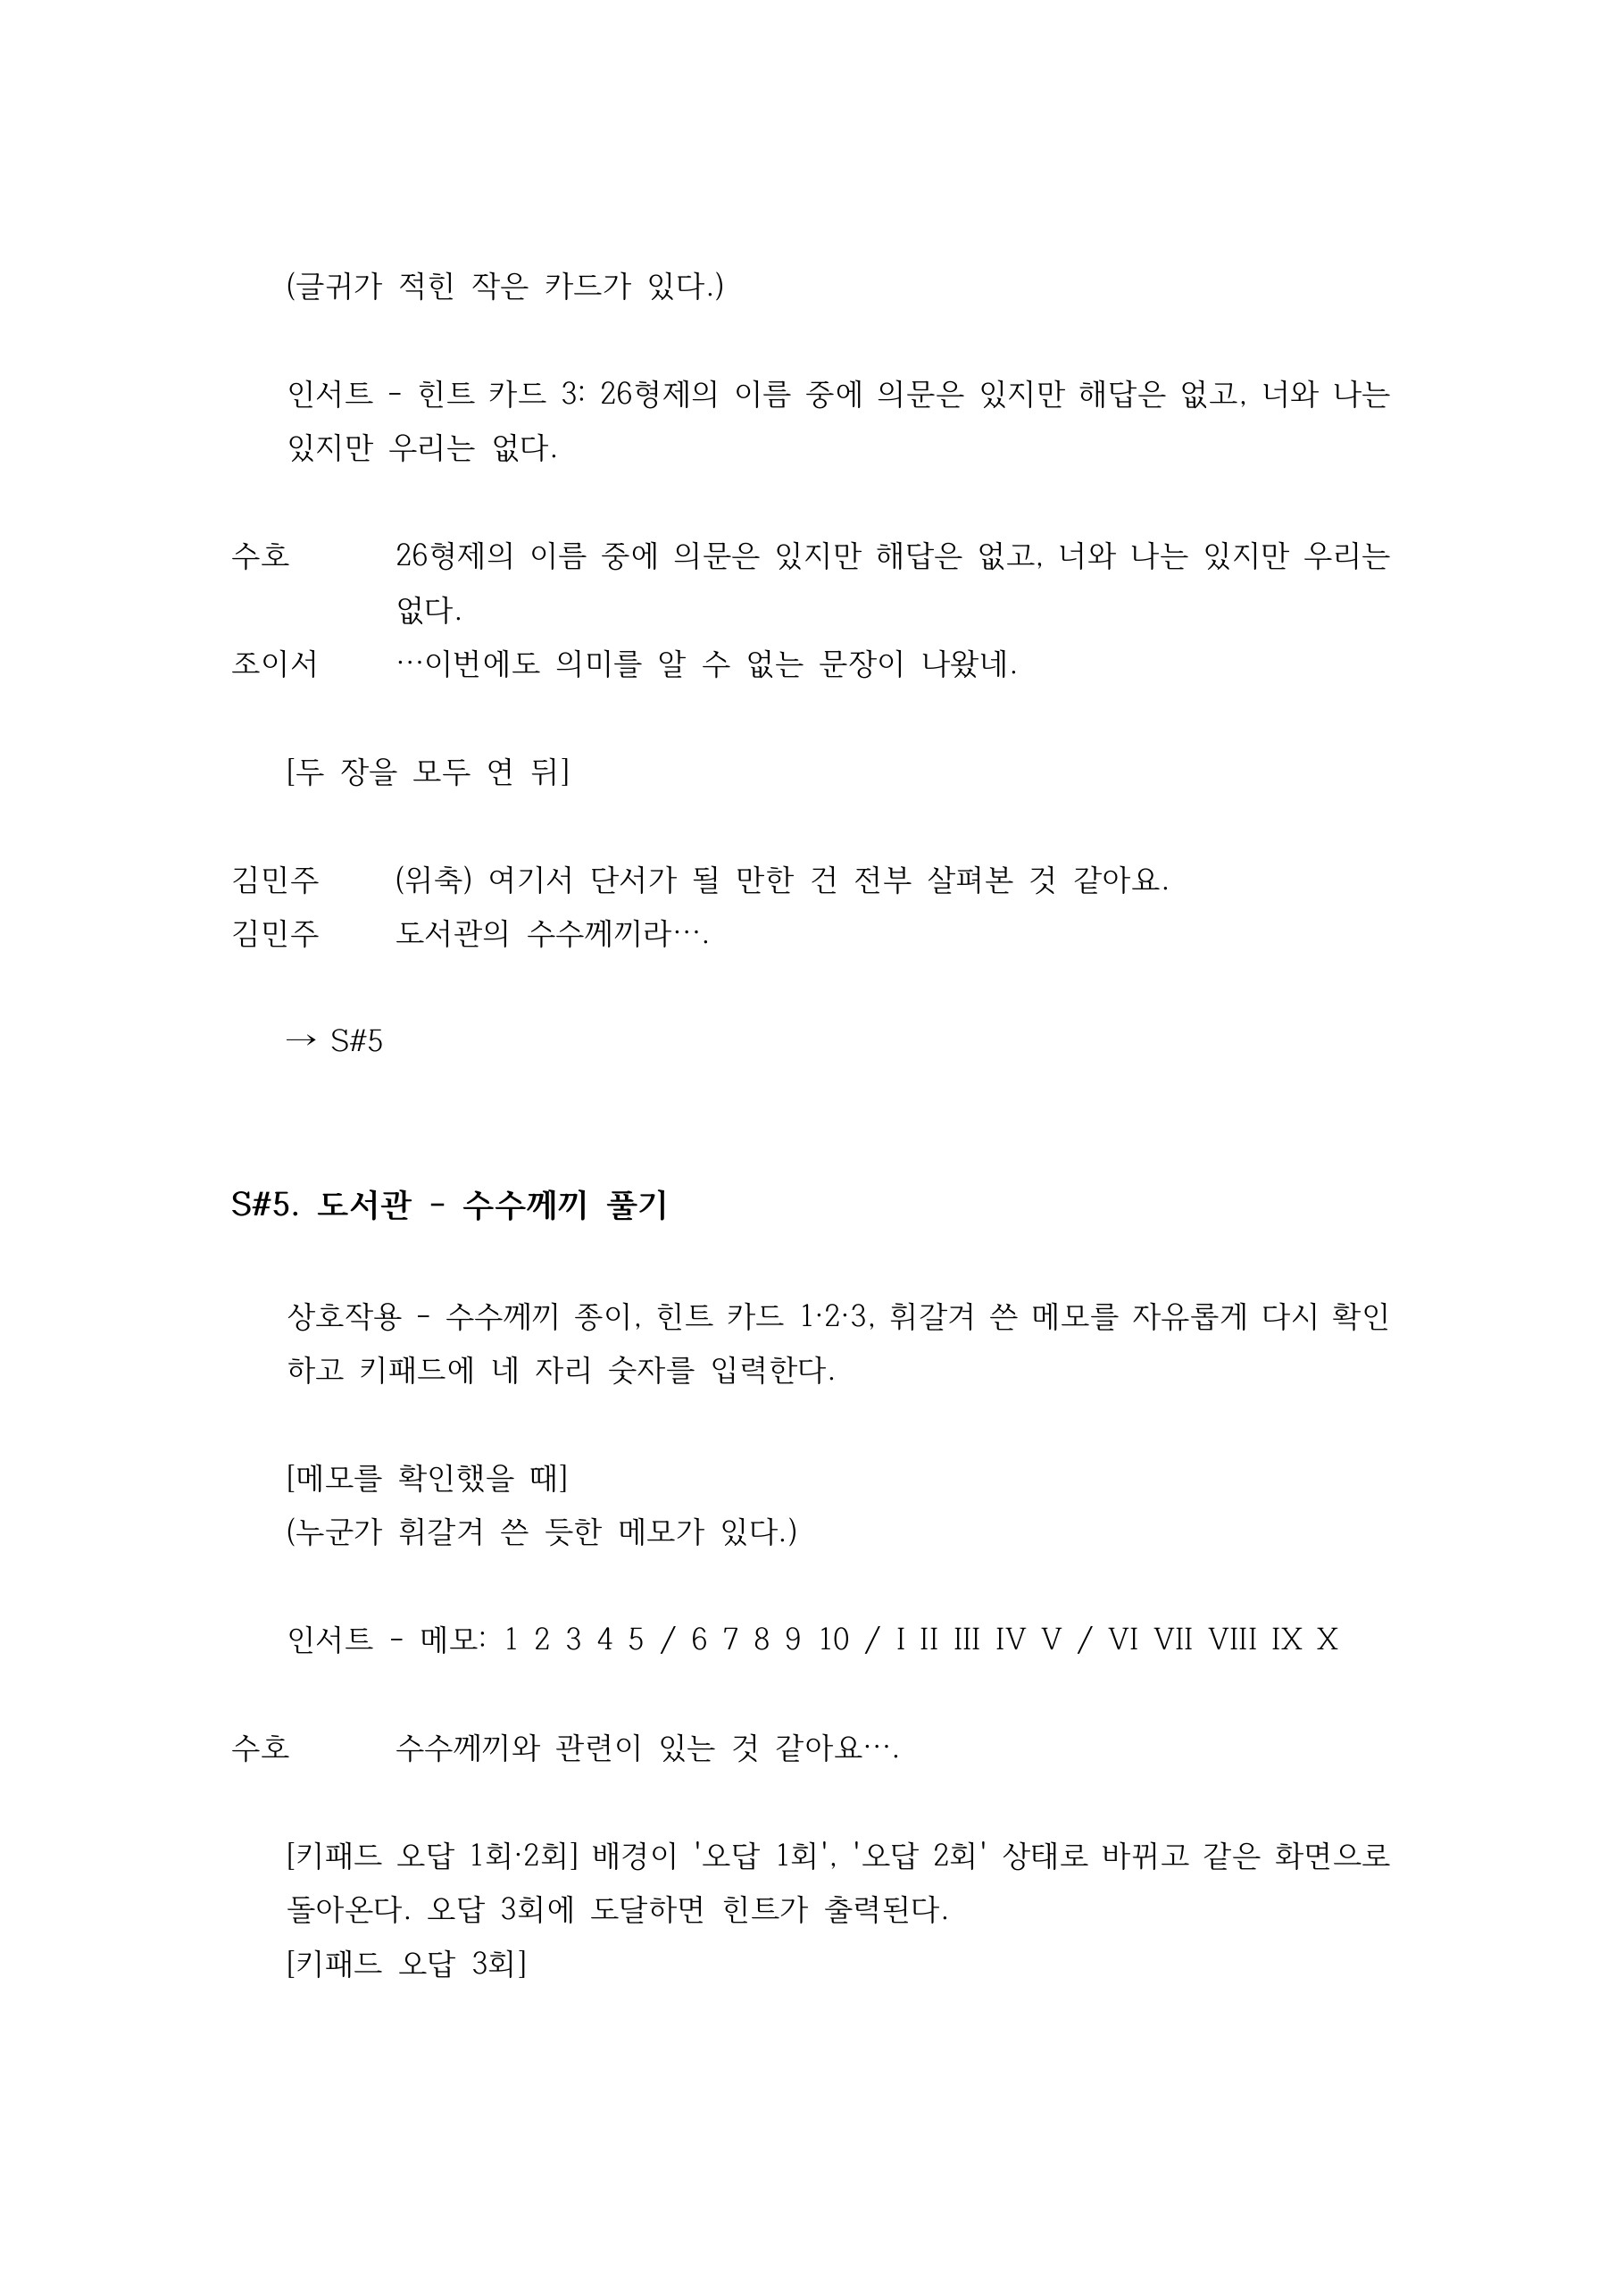 (글귀가 적힌 작은 카드가 있다.)
인서트 - 힌트 카드 3: 26형제의 이름 중에 의문은 있지만 해답은 없고, 너와 나는
있지만 우리는 없다.
수호 26형제의 이름 중에 의문은 있지만 해답은 없고, 너와 나는 있지만 우리는
없다.
조이서 …이번에도 의미를 알 수 없는 문장이 나왔네.
[두 장을 모두 연 뒤]
김민주 (위축) 여기서 단서가 될 만한 건 전부 살펴본 것 같아요.
김민주 도서관의 수수께끼라….
→ S#5
S#5. 도서관 - 수수께끼 풀기
상호작용 - 수수께끼 종이, 힌트 카드 1·2·3, 휘갈겨 쓴 메모를 자유롭게 다시 확인
하고 키패드에 네 자리 숫자를 입력한다.
[메모를 확인했을 때]
(누군가 휘갈겨 쓴 듯한 메모가 있다.)
인서트 - 메모: 1 2 3 4 5 / 6 7 8 9 10 / I II III IV V / VI VII VIII IX X
수호 수수께끼와 관련이 있는 것 같아요….
[키패드 오답 1회·2회] 배경이 '오답 1회', '오답 2회' 상태로 바뀌고 같은 화면으로
돌아온다. 오답 3회에 도달하면 힌트가 출력된다.
[키패드 오답 3회]